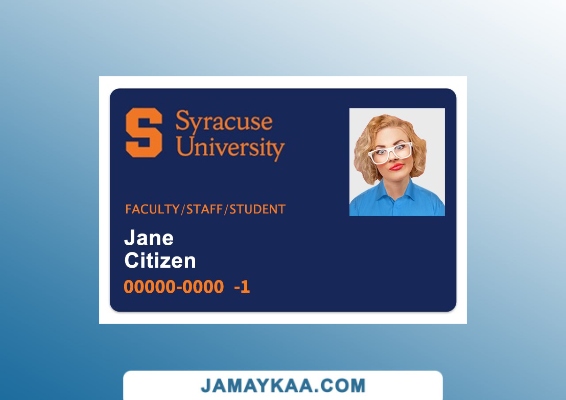 S
Syracuse
University
FACULTY/STAFF/STUDENT
Jane
Citizen
00000-0000 -1
JAMAYKAA.COM